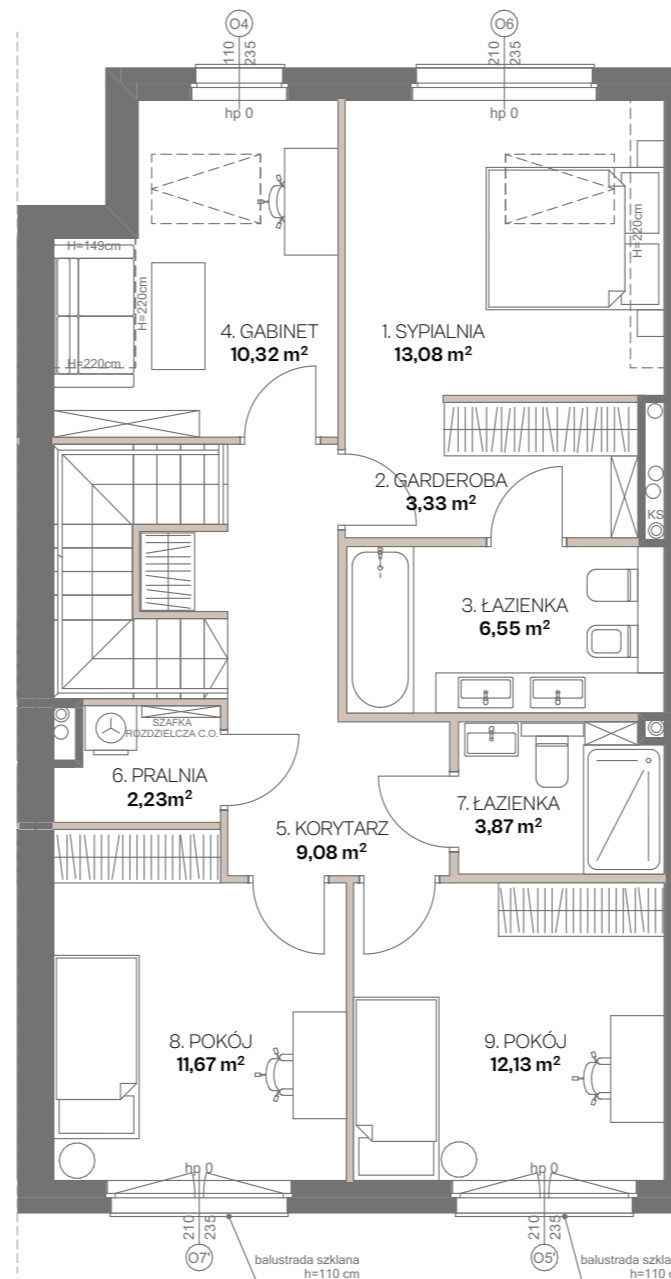 O4
O6
110
235
210
235
hp 0
hp 0
H=149cm
H=220cm
H=220cm
H=220cm
4. GABINET
10,32 m²
1. SYPIALNIA
13,08 m²
2. GARDEROBA
3,33 m²
KS
3. ŁAZIENKA
6,55 m²
SZAFKA
ROZDZIELCZA C.O.
6. PRALNIA
2,23m²
7. ŁAZIENKA
3,87 m²
5. KORYTARZ
9,08 m²
8. POKÓJ
11,67 m²
9. POKÓJ
12,13 m²
hp 0
hp 0
210
235
210
235
O7'
O5'
balustrada szklana
h=110 cm
balustrada szkla
h=110 c